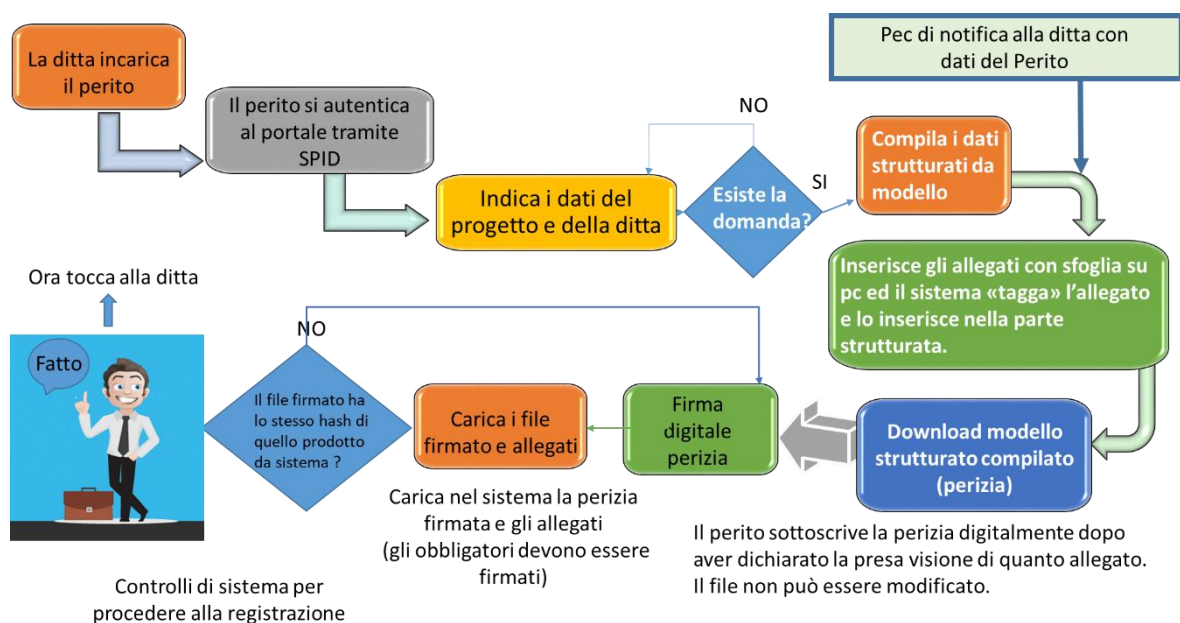 La ditta incarica
il perito
Il perito si autentica
al portale tramite
SPID
Indica i dati del
progetto e della ditta
NO
Esiste la
domanda?
SI
Compila i dati
strutturati da
modello
Pec di notifica alla ditta con
dati del Perito
Inserisce gli allegati con sfoglia su
pc ed il sistema «tagga» l'allegato
e lo inserisce nella parte
strutturata.
Download modello
strutturato compilato
(perizia)
Il perito sottoscrive la perizia digitalmente dopo
aver dichiarato la presa visione di quanto allegato.
Il file non può essere modificato.
Firma
digitale
perizia
Carica i file
firmato e allegati
Carica nel sistema la perizia
firmata e gli allegati
(gli obbligatori devono essere
firmati)
NO
Il file firmato ha
lo stesso hash di
quello prodotto
da sistema ?
Controlli di sistema per
procedere alla registrazione
Fatto
Ora tocca alla ditta